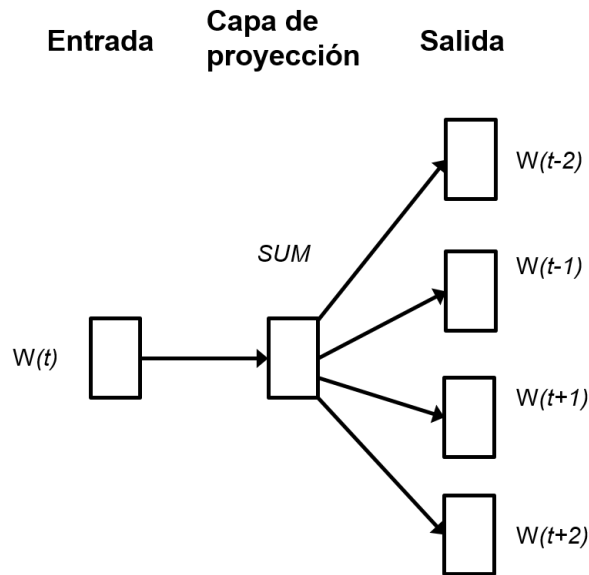 Entrada
Capa de
proyección
Salida
W(t-2)
SUM
W(t-1)
W(t)
W(t+1)
W(t+2)